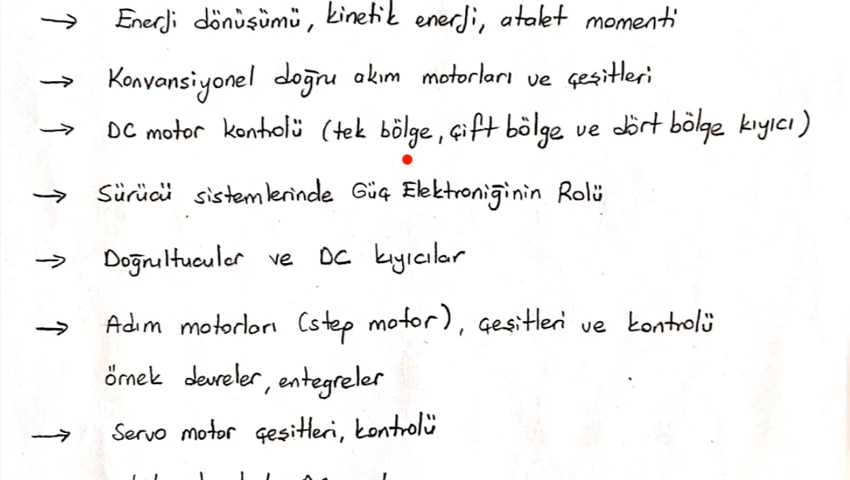 → Enerji dönüşümü, kinetik enerji, atalet momenti
→ Konvansiyonel doğru akım motorları ve çeşitleri
→ DC motor kontrolü (tek bölge, çift bölge ve dört bölge kıyıcı)
→ Sürücü sistemlerinde Güç Elektroniğinin Rolü
→ Doğrultucular ve DC kıyıcılar
→ Adım motorları (step motor), çeşitleri ve kontrolü
örnek devreler, entegreler
→ Servo motor çeşitleri, kontrolü